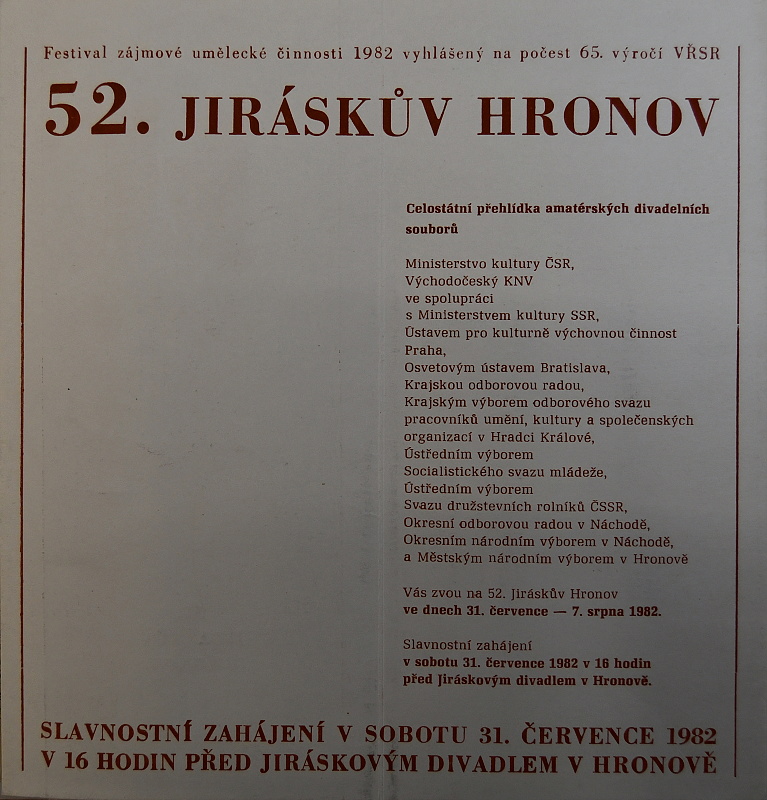 Festival zájmové umělecké činnosti 1982 vyhlášený na počest 65. výročí VŘSR
52. JIRÁSKŮV HRONOV
Celostátní přehlídka amatérských divadelních
souborů
Ministerstvo kultury ČSR,
Východočeský KNV
ve spolupráci
s Ministerstvem kultury SSR,
Ústavem pro kulturně výchovnou činnost
Praha,
Osvetovým ústavem Bratislava,
Krajskou odborovou radou,
Krajským výborem odborového svazu
pracovníků umění, kultury a společenských
organizací v Hradci Králové,
Ústředním výborem
Socialistického svazu mládeže,
Ústředním výborem
Svazu družstevních rolníků ČSSR,
Okresní odborovou radou v Náchodě,
Okresním národním výborem v Náchodě,
a Městským národním výborem v Hronově
Vás zvou na 52. Jiráskův Hronov
ve dnech 31. července — 7. srpna 1982.
Slavnostní zahájení
v sobotu 31. července 1982 v 16 hodin
před Jiráskovým divadlem v Hronově.
SLAVNOSTNÍ ZAHÁJENÍ V SOBOTU 31. ČERVENCE 1982
V 16 HODIN PŘED JIRÁSKOVÝM DIVADLEM V HRONOVĚ